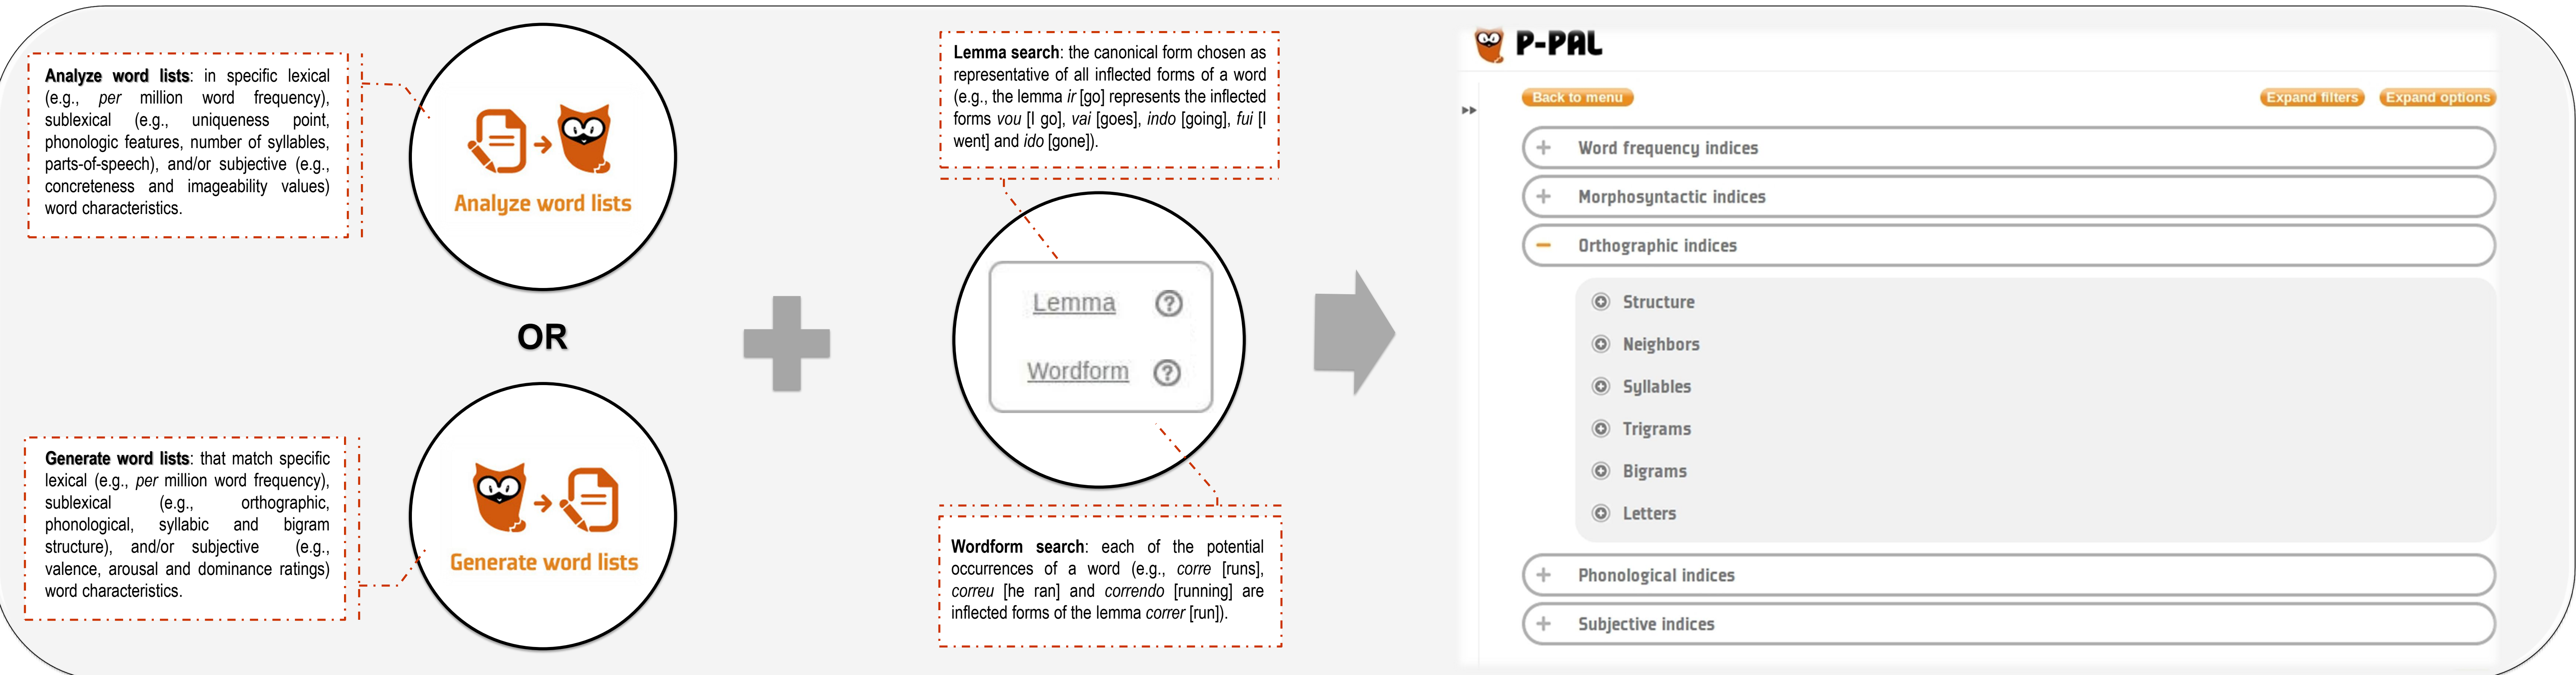 Analyze word lists: in specific lexical
(e.g., per million word frequency),
sublexical (e.g., uniqueness point,
phonologic features, number of syllables,
parts-of-speech), and/or subjective (e.g.,
concreteness and imageability values)
word characteristics.
Analyze word lists
OR
Generate word lists: that match specific
lexical (e.g., per million word frequency),
sublexical (e.g., orthographic,
phonological, syllabic and bigram
structure), and/or subjective (e.g.,
valence, arousal and dominance ratings)
word characteristics.
Generate word lists
Lemma search: the canonical form chosen as
representative of all inflected forms of a word
(e.g., the lemma ir [go] represents the inflected
forms vou [I go], vai [goes], indo [going], fui [I
went] and ido [gone]).
Lemma ?
Wordform ?
Wordform search: each of the potential
occurrences of a word (e.g., corre [runs],
correu [he ran] and correndo [running] are
inflected forms of the lemma correr [run]).
P-PAL
Back to menu Expand filters Expand options
Word frequency indices
Morphosyntactic indices
Orthographic indices
Structure
Neighbors
Syllables
Trigrams
Bigrams
Letters
Phonological indices
Subjective indices